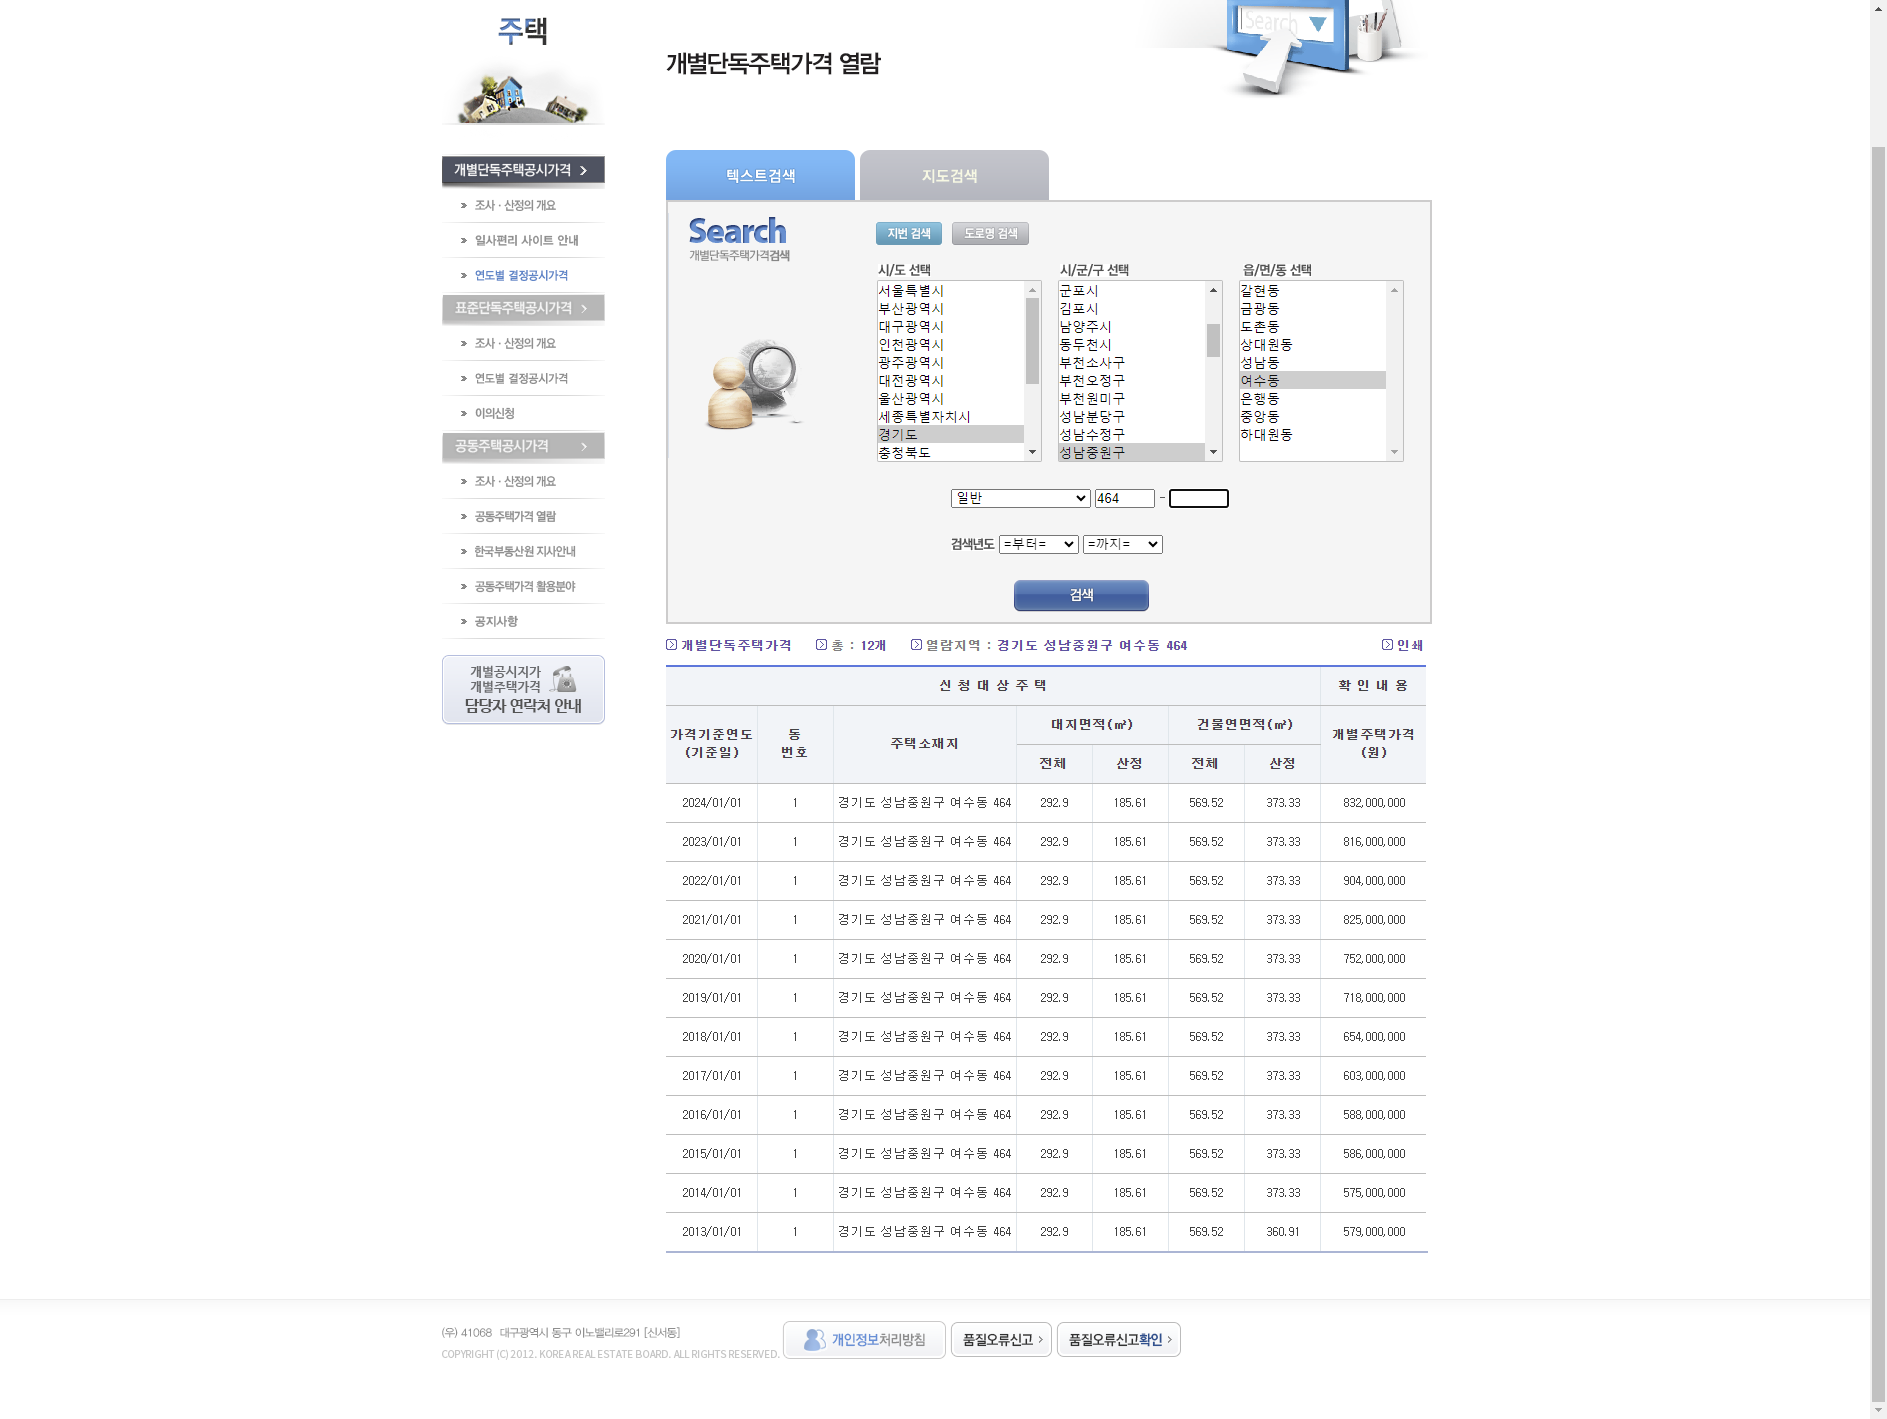 주택
Search
개별단독주택가격 열람
개별단독주택공시가격
조사 · 산정의 개요
일사편리 사이트 안내
연도별 결정공시가격
표준단독주택공시가격
조사 · 산정의 개요
연도별 결정공시가격
이의신청
공동주택공시가격
조사 · 산정의 개요
공동주택가격 열람
한국부동산원 지사안내
공동주택가격 활용분야
공지사항
개별공시지가
개별주택가격
담당자 연락처 안내
텍스트검색 지도검색
Search
개별단독주택가격검색
지번 검색 도로명 검색
시/도 선택
서울특별시
부산광역시
대구광역시
인천광역시
광주광역시
대전광역시
울산광역시
세종특별자치시
경기도
충청북도
시/군/구 선택
군포시
김포시
남양주시
동두천시
부천소사구
부천오정구
부천원미구
성남분당구
성남수정구
성남중원구
읍/면/동 선택
갈현동
금광동
도촌동
상대원동
성남동
여수동
은행동
중앙동
하대원동
일반 464 -
검색년도 =부터= =까지=
검색
개별단독주택가격 총 : 12개 열람지역 : 경기도 성남중원구 여수동 464 인쇄
신 청 대 상 주 택 확 인 내 용
가격기준연도
(기준일)
동
번호
주택소재지
대지면적(㎡) 건물연면적(㎡)
개별주택가격
(원)
전체 산정 전체 산정
2024/01/01 1 경기도 성남중원구 여수동 464 292.9 185.61 569.52 373.33 832,000,000
2023/01/01 1 경기도 성남중원구 여수동 464 292.9 185.61 569.52 373.33 816,000,000
2022/01/01 1 경기도 성남중원구 여수동 464 292.9 185.61 569.52 373.33 904,000,000
2021/01/01 1 경기도 성남중원구 여수동 464 292.9 185.61 569.52 373.33 825,000,000
2020/01/01 1 경기도 성남중원구 여수동 464 292.9 185.61 569.52 373.33 752,000,000
2019/01/01 1 경기도 성남중원구 여수동 464 292.9 185.61 569.52 373.33 718,000,000
2018/01/01 1 경기도 성남중원구 여수동 464 292.9 185.61 569.52 373.33 654,000,000
2017/01/01 1 경기도 성남중원구 여수동 464 292.9 185.61 569.52 373.33 603,000,000
2016/01/01 1 경기도 성남중원구 여수동 464 292.9 185.61 569.52 373.33 588,000,000
2015/01/01 1 경기도 성남중원구 여수동 464 292.9 185.61 569.52 373.33 586,000,000
2014/01/01 1 경기도 성남중원구 여수동 464 292.9 185.61 569.52 373.33 575,000,000
2013/01/01 1 경기도 성남중원구 여수동 464 292.9 185.61 569.52 360.91 579,000,000
(우) 41068 대구광역시 동구 이노밸리로291 [신서동]
COPYRIGHT (C) 2012. KOREA REAL ESTATE BOARD. ALL RIGHTS RESERVED.
개인정보처리방침 품질오류신고 품질오류신고확인